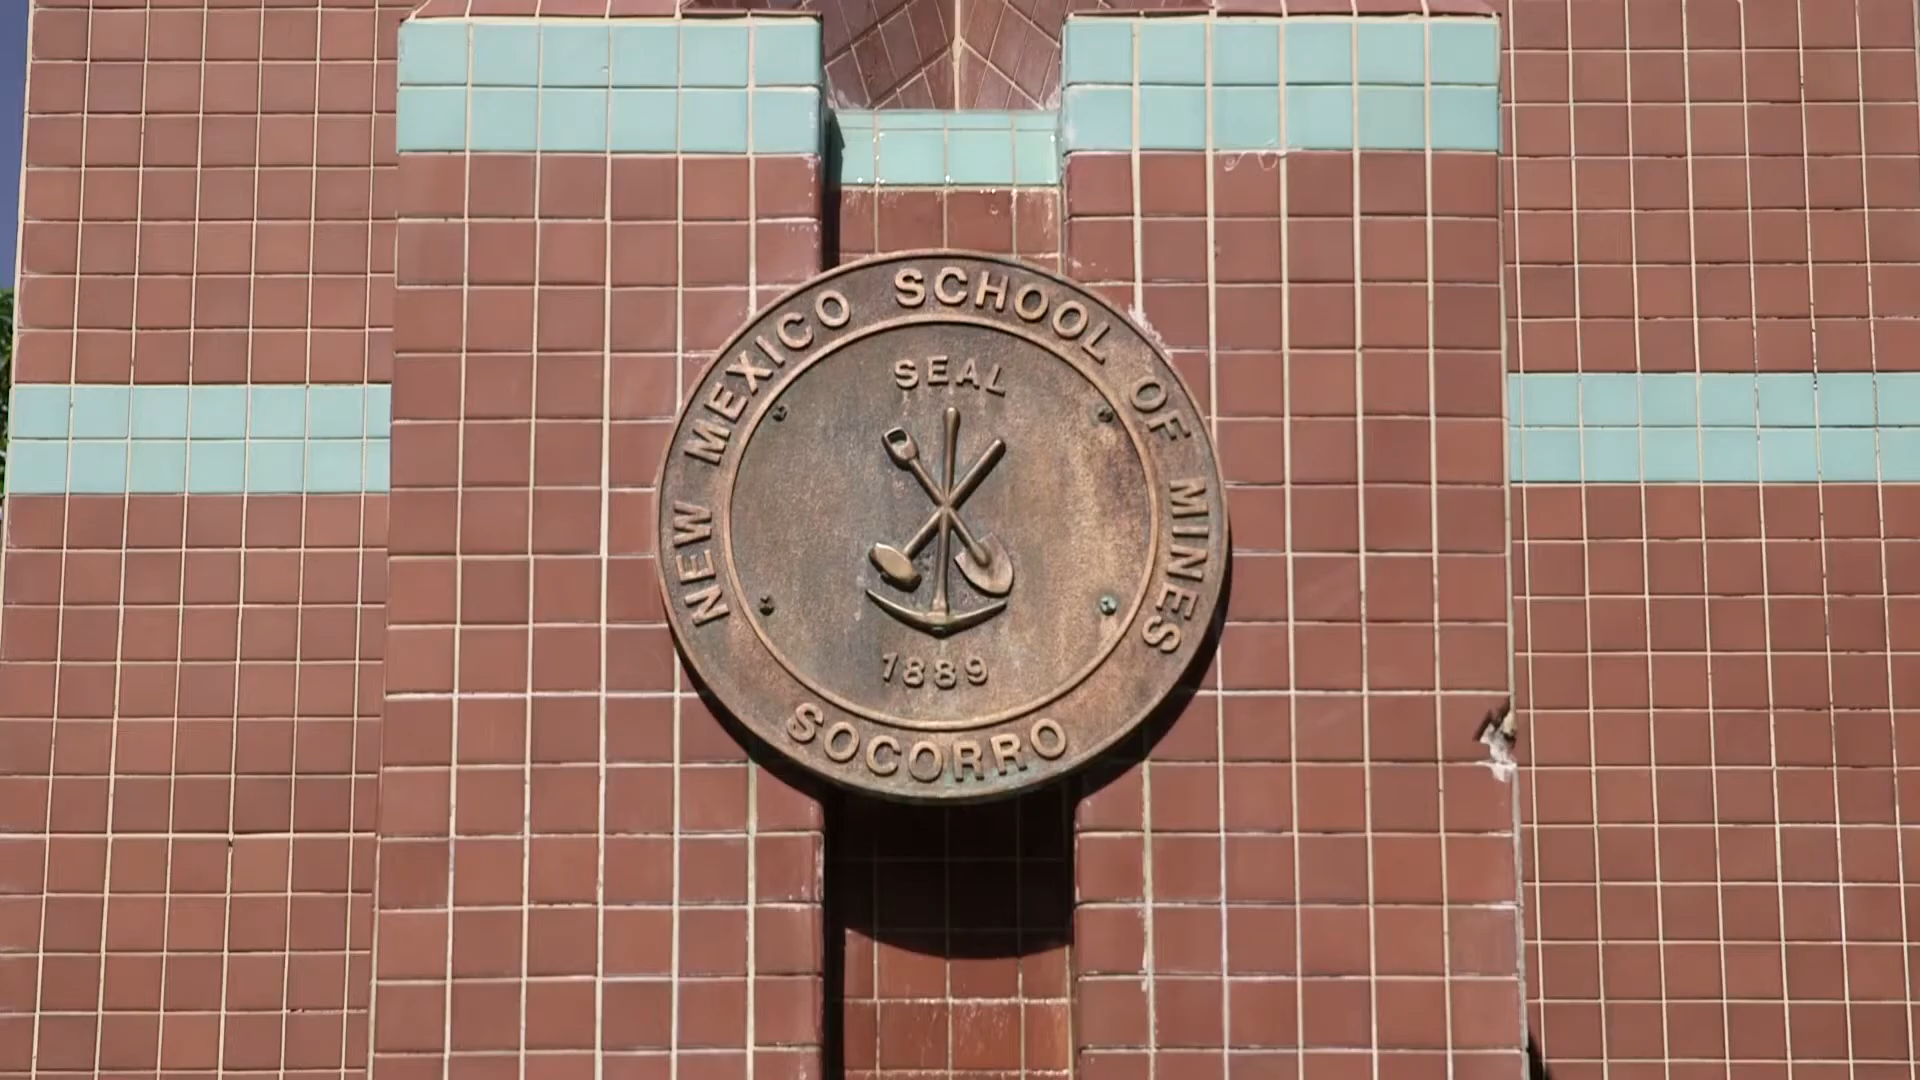 NEW MEXICO SCHOOL OF MINES
SEAL
1889
SOCORRO